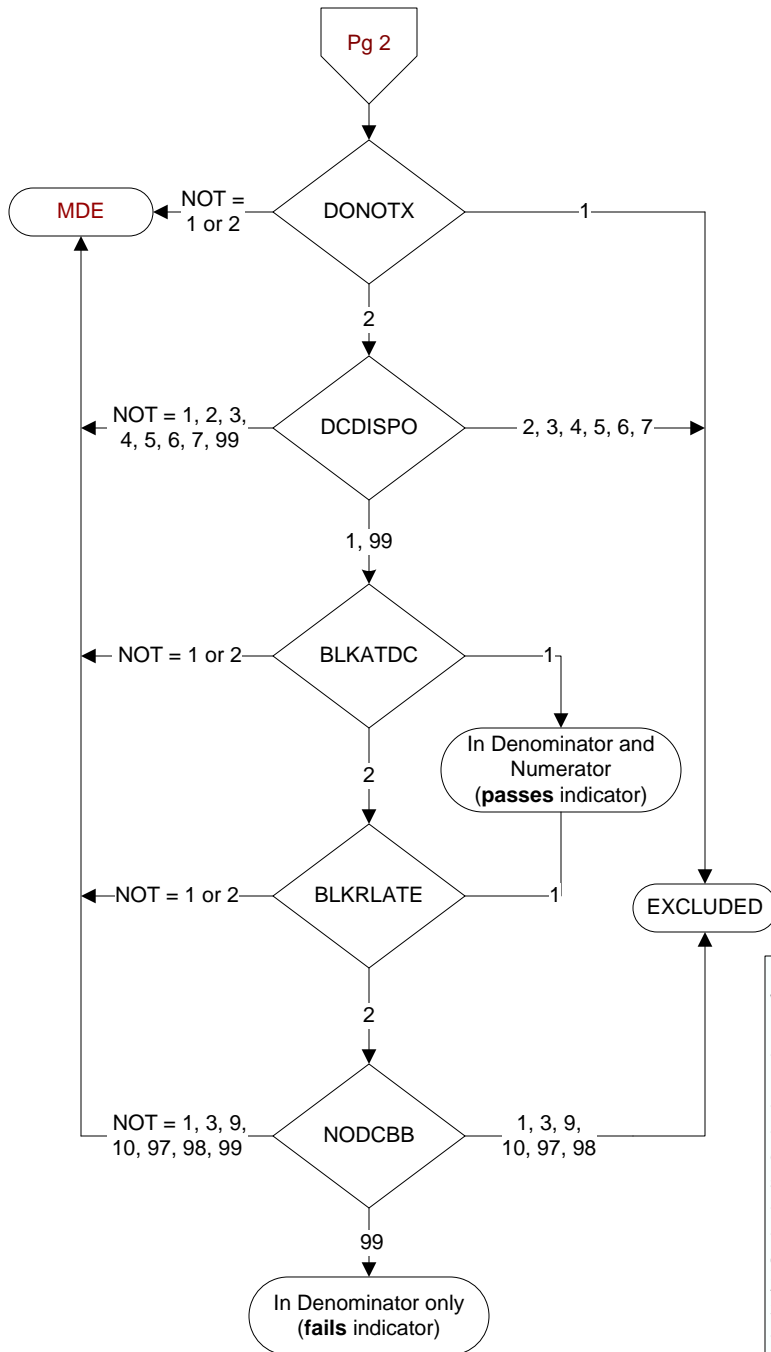 Pg 2
MDE
NOT =
1 or 2
DONOTX
1
2
NOT = 1, 2, 3,
4, 5, 6, 7, 99
DCDISPO
2, 3, 4, 5, 6, 7
1, 99
NOT = 1 or 2
BLKATDC
1
In Denominator and
Numerator
(passes indicator)
2
NOT = 1 or 2
BLKRLATE
1
EXCLUDED
2
NOT = 1, 3, 9,
10, 97, 98, 99
NODCBB
1, 3, 9,
10, 97, 98
99
In Denominator only
(fails indicator)